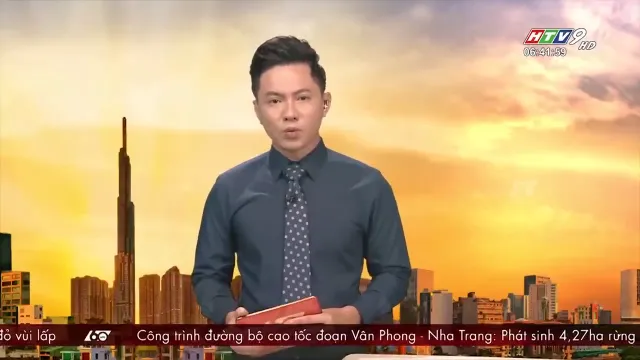 HTV9 HD
06:41:59
đỏ vùi lấp 60 Công trình đường bộ cao tốc đoạn Vân Phong - Nha Trang: Phát sinh 4,27ha rừng